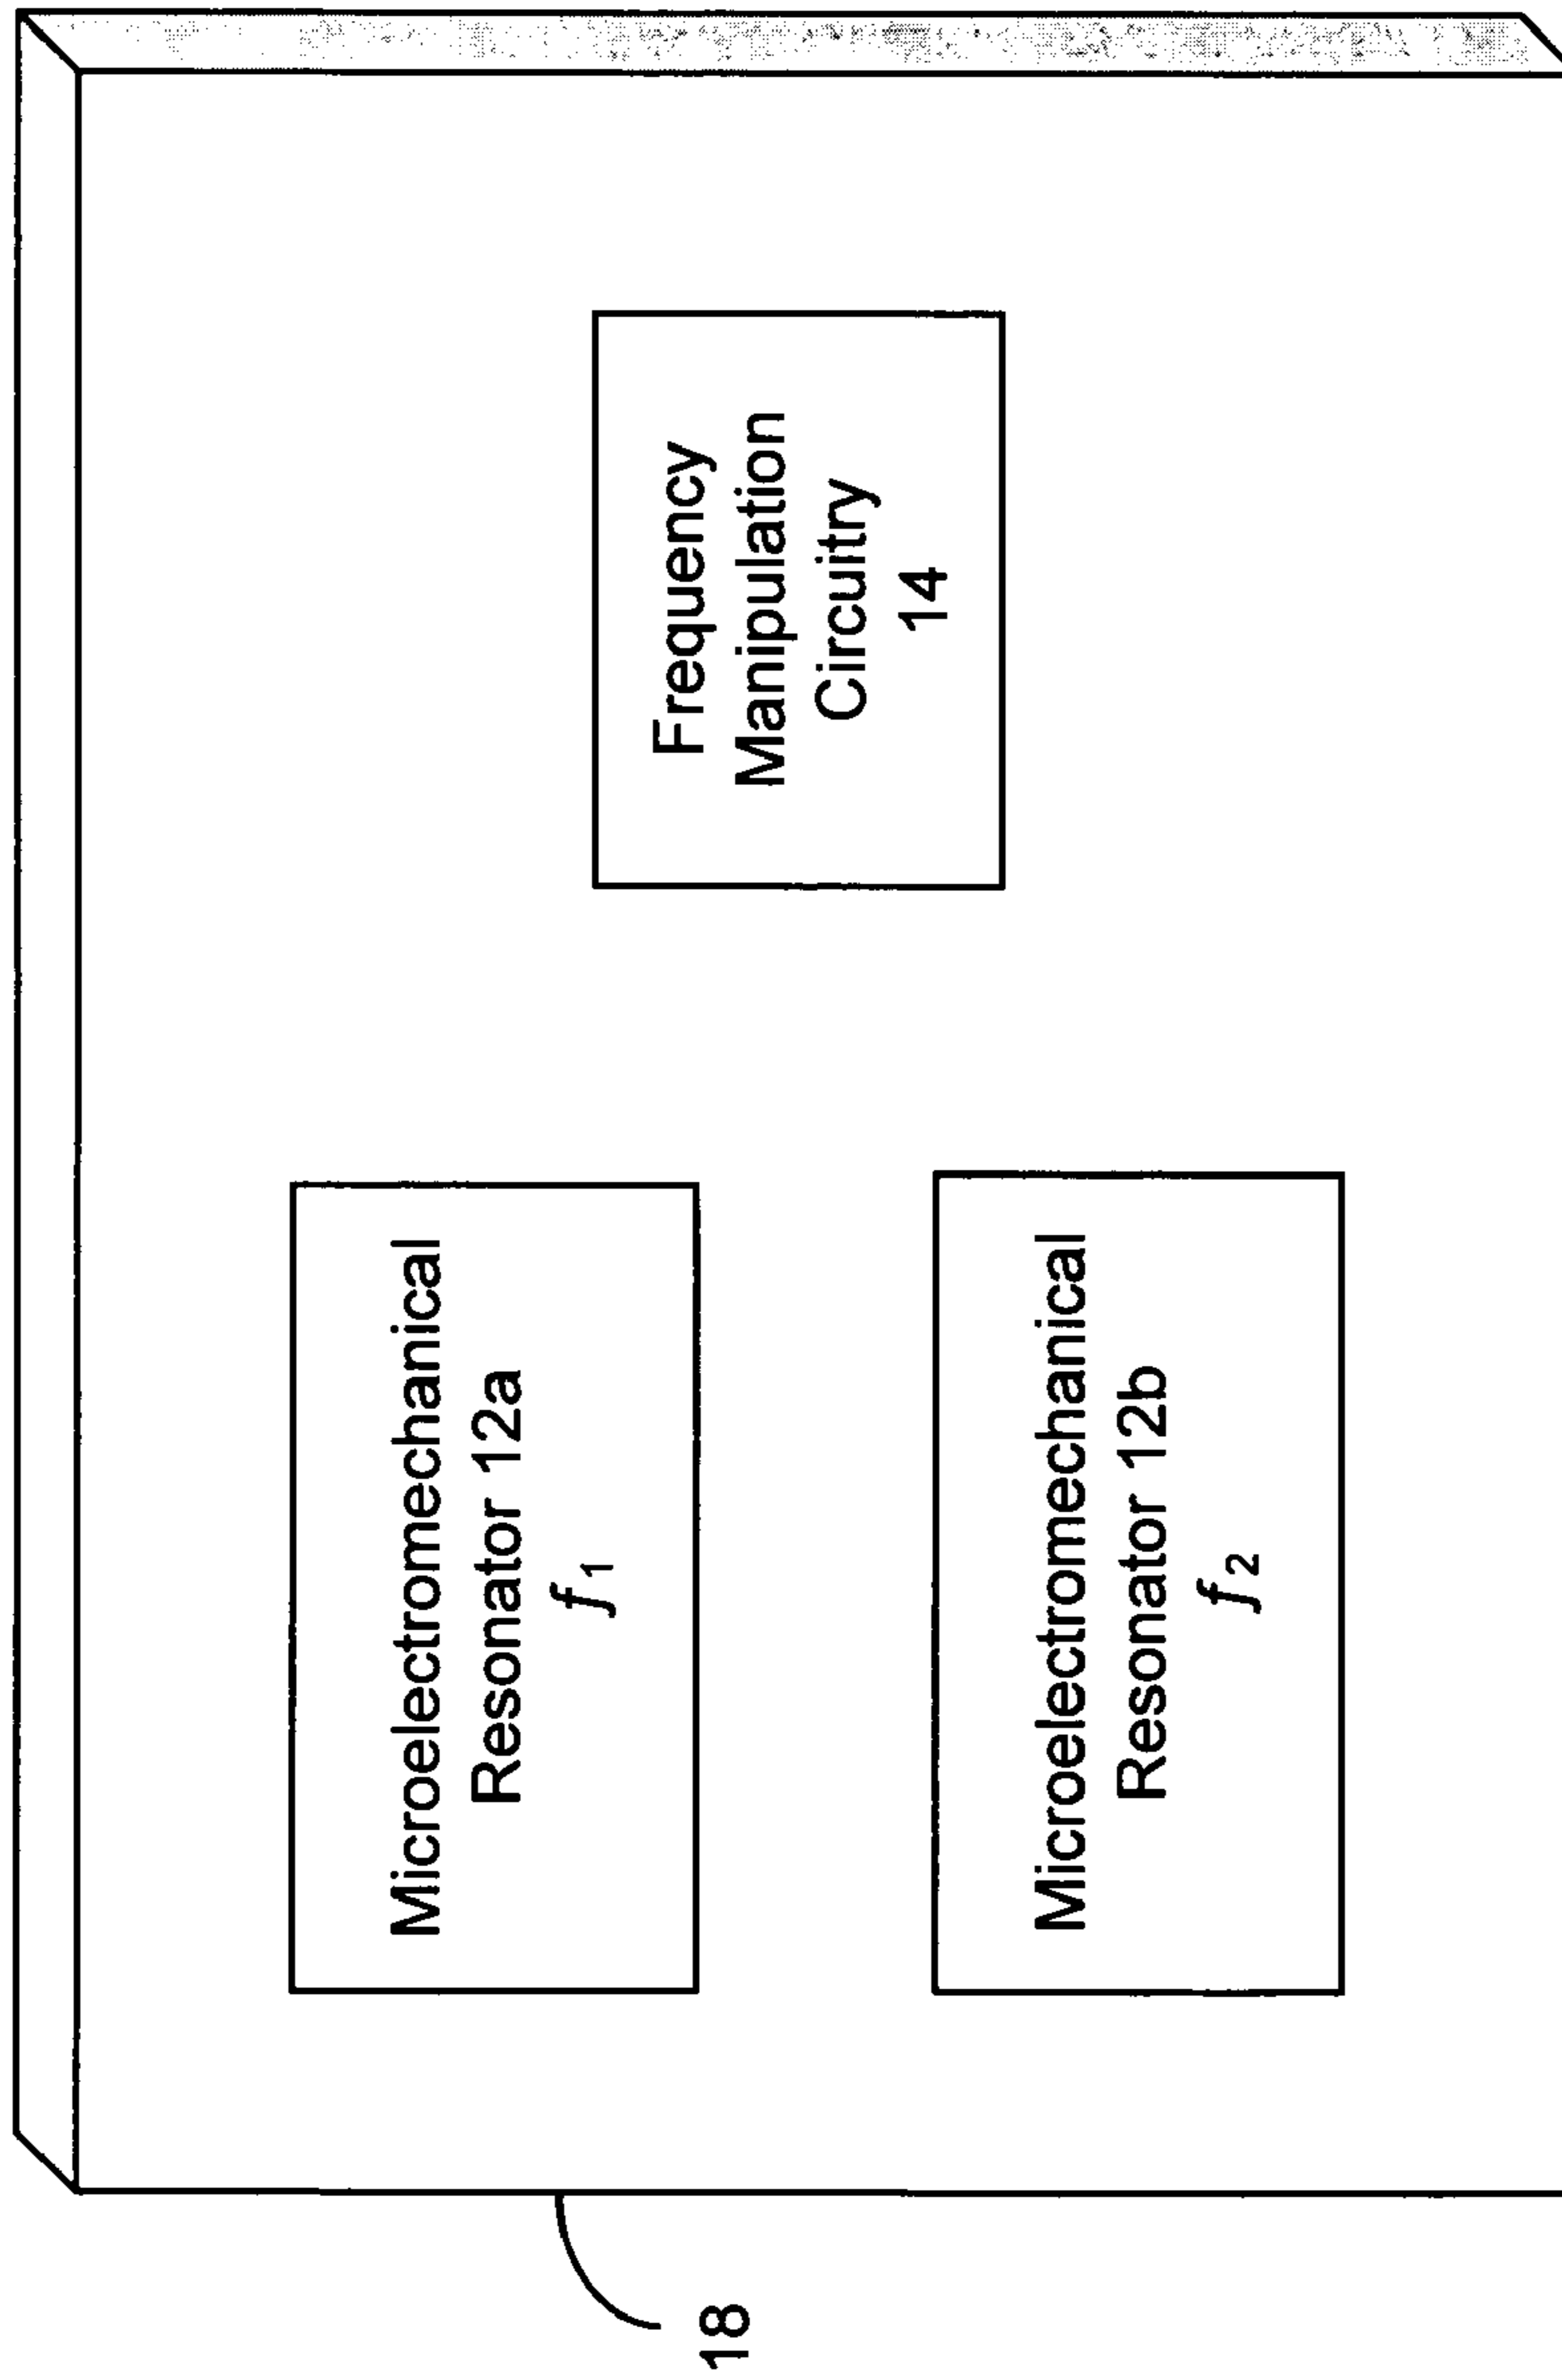 Microelectromechanical
Resonator 12a
f1
Microelectromechanical
Resonator 12b
f2
Frequency
Manipulation
Circuitry
14
18